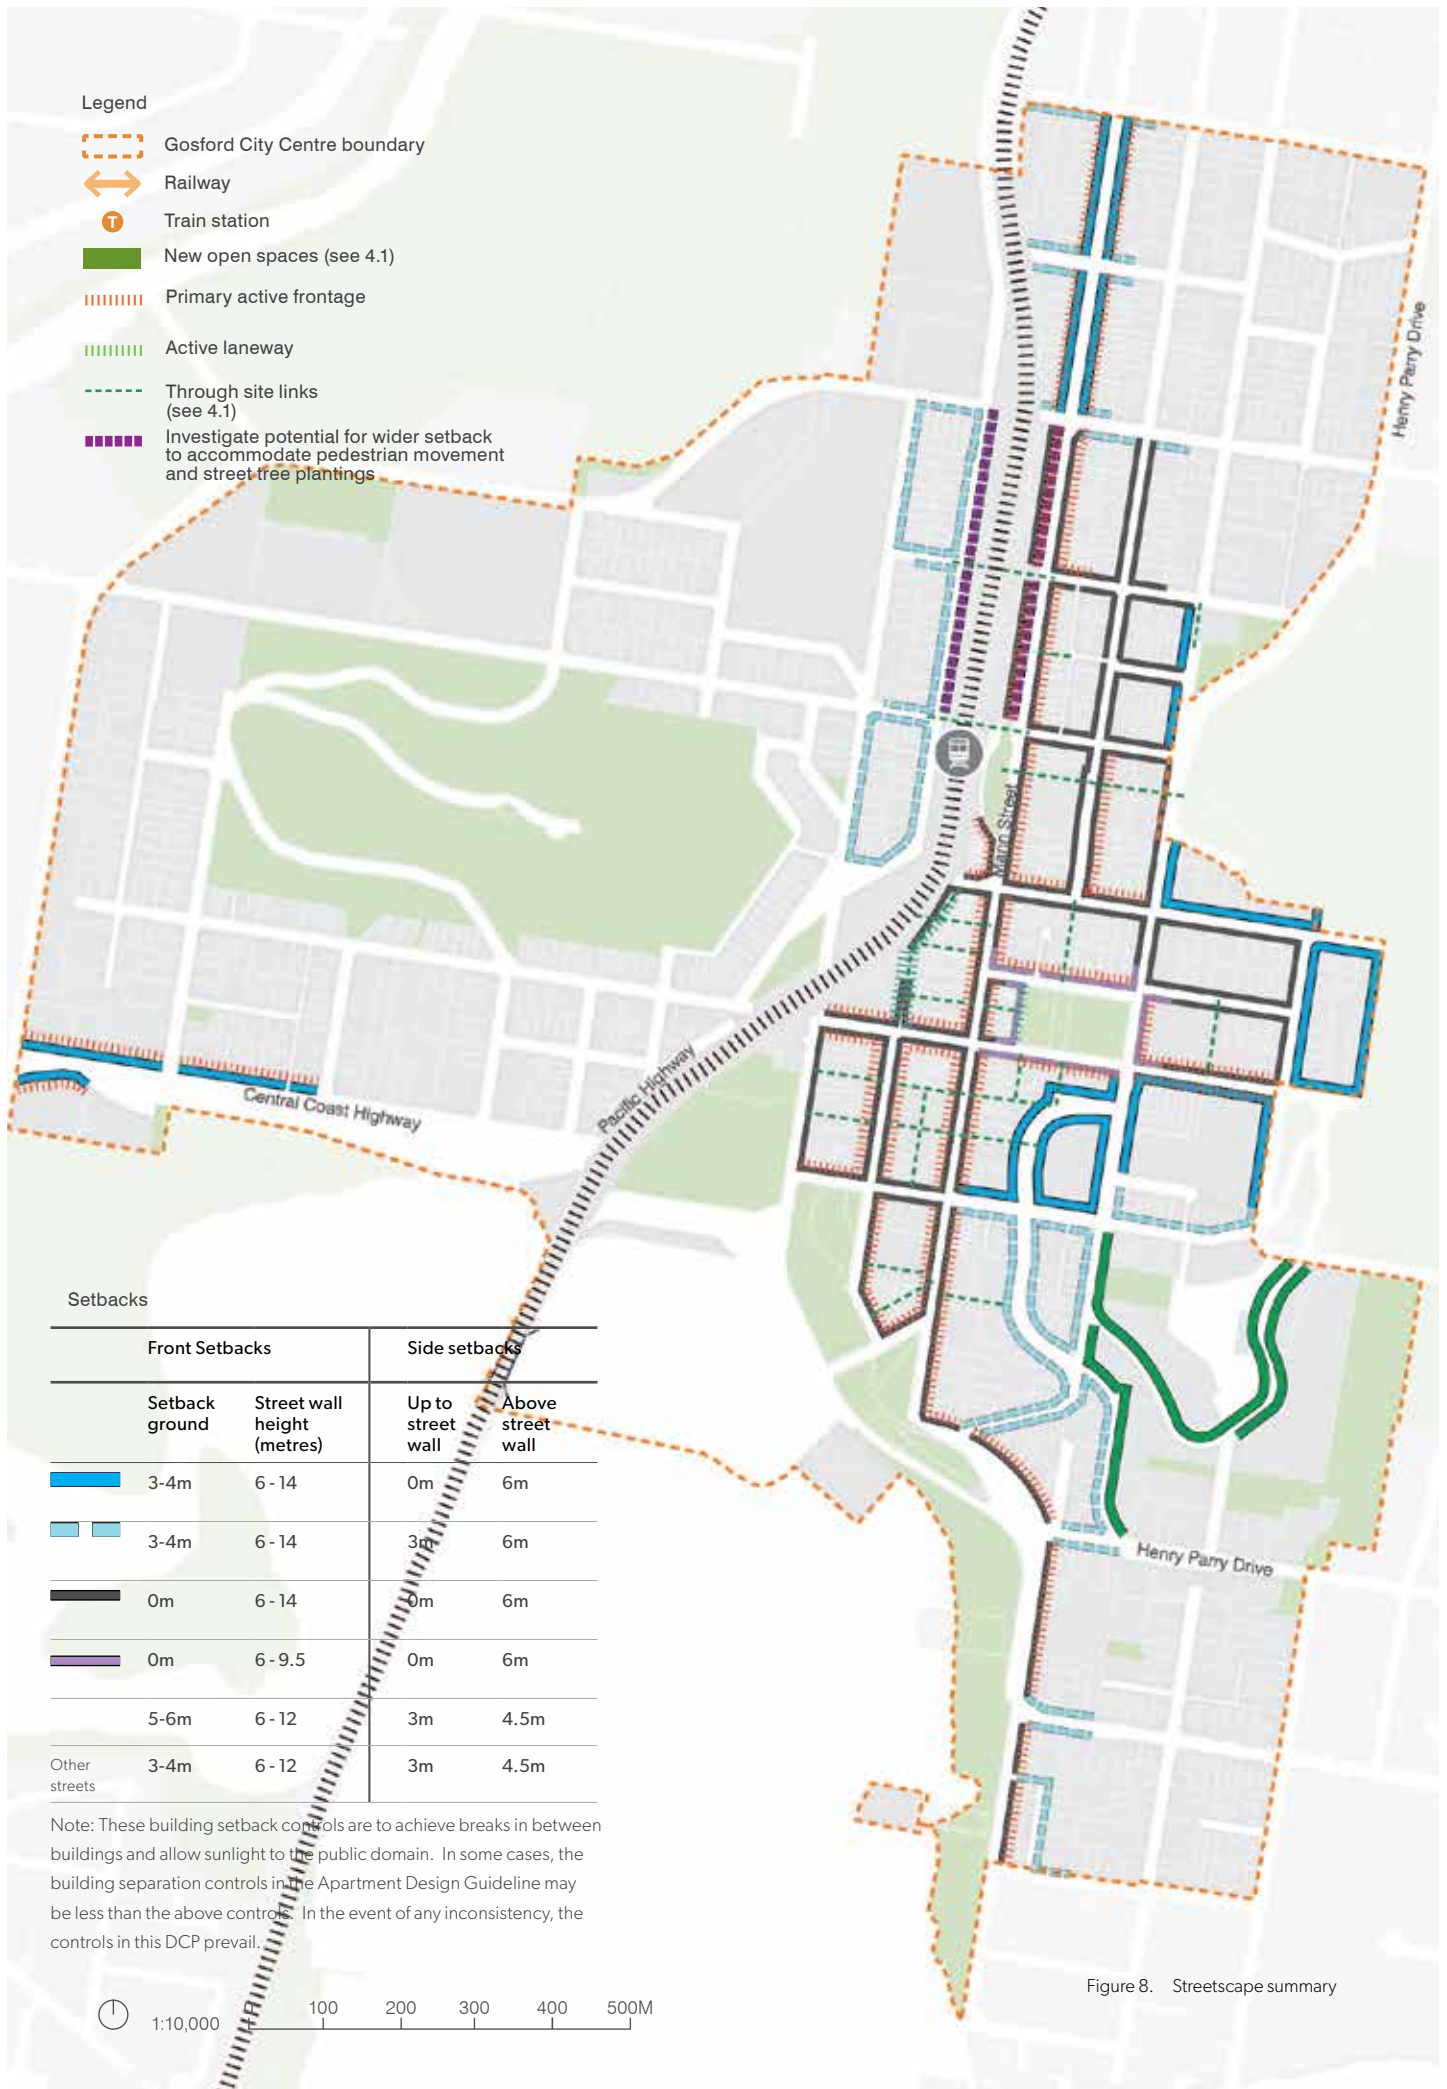 Legend
Gosford City Centre boundary
Railway
T
Train station
New open spaces (see 4.1)
Primary active frontage
Active laneway
Through site links
(see 4.1)
Investigate potential for wider setback
to accommodate pedestrian movement
and street tree plantings
Henry Parry Drive
Mann Street
Central Coast Highway
Pacific Highway
Henry Parry Drive
Setbacks
Front Setbacks Side setbacks
Setback Street wall Up to Above
ground height street street
(metres) wall wall
3-4m 6 - 14 0m 6m
3-4m 6 - 14 3m 6m
0m 6 - 14 0m 6m
0m 6 - 9.5 0m 6m
5-6m 6 - 12 3m 4.5m
Other 3-4m 6 - 12 3m 4.5m
streets
Note: These building setback controls are to achieve breaks in between
buildings and allow sunlight to the public domain. In some cases, the
building separation controls in the Apartment Design Guideline may
be less than the above controls. In the event of any inconsistency, the
controls in this DCP prevail.
1:10,000 0 100 200 300 400 500M
Figure 8. Streetscape summary